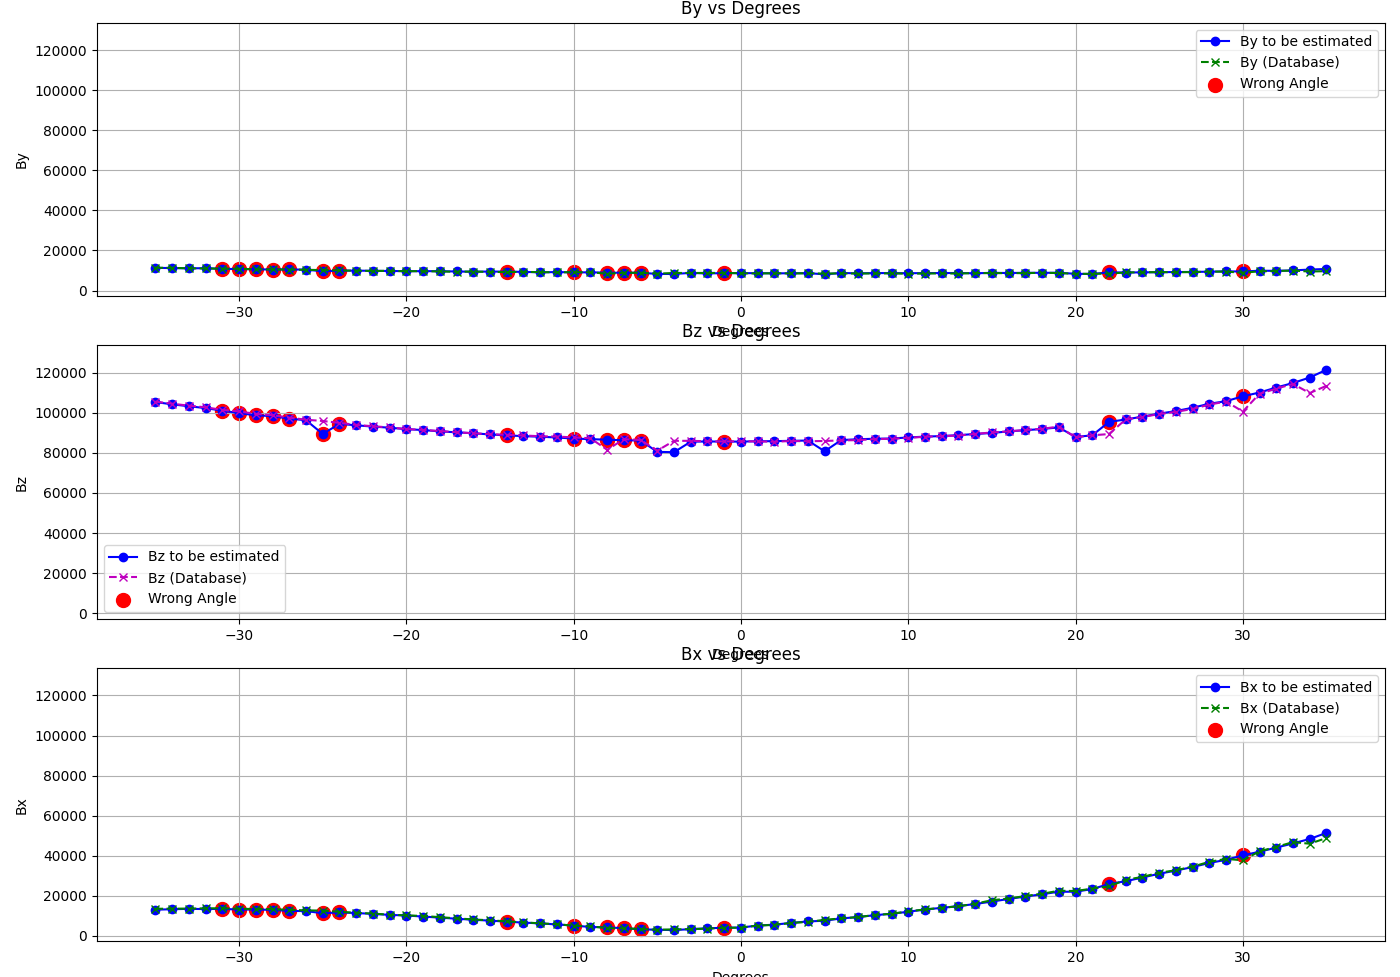 By vs Degrees
120000
100000
80000
60000
40000
20000
0
By
By to be estimated
By (Database)
Wrong Angle
−30
−20
−10
0
10
20
30
Degrees
Bz vs Degrees
120000
100000
80000
60000
40000
20000
0
Bz
Bz to be estimated
Bz (Database)
Wrong Angle
−30
−20
−10
0
10
20
30
Degrees
Bx vs Degrees
120000
100000
80000
60000
40000
20000
0
Bx
Bx to be estimated
Bx (Database)
Wrong Angle
−30
−20
−10
0
10
20
30
Degrees